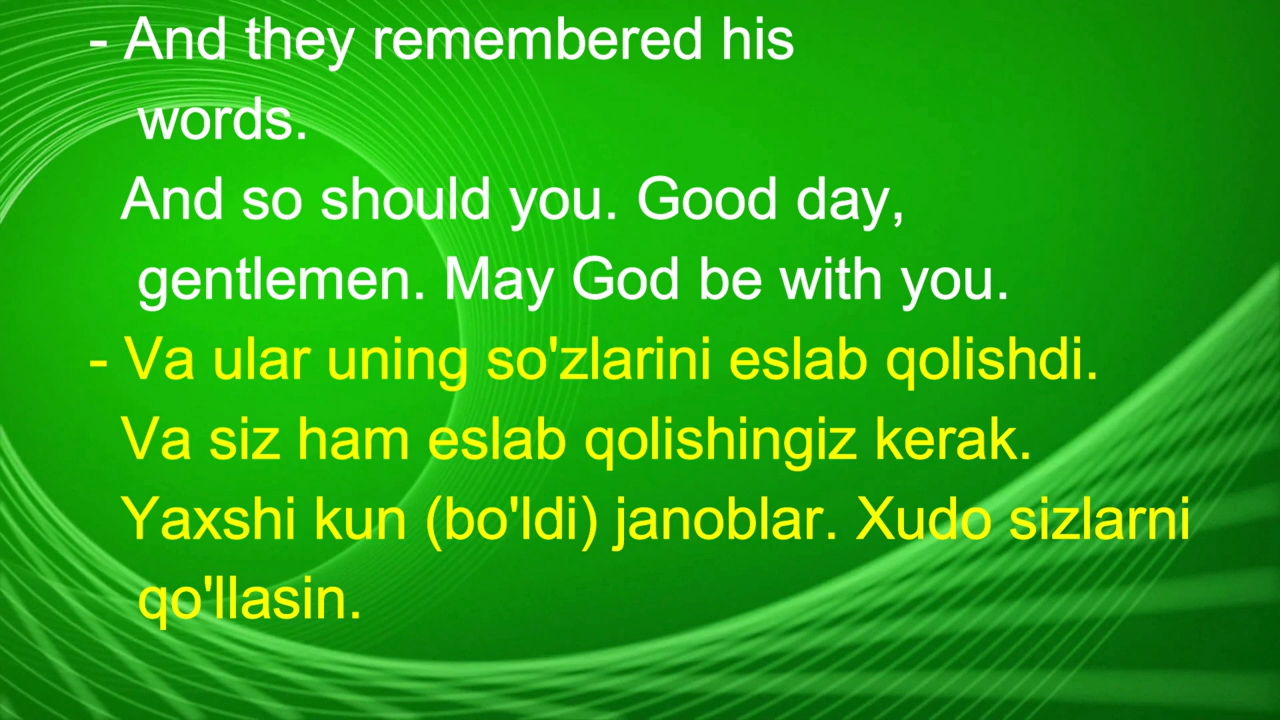 - And they remembered his
words.
And so should you. Good day,
gentlemen. May God be with you.
- Va ular uning so'zlarini eslab qolishdi.
Va siz ham eslab qolishingiz kerak.
Yaxshi kun (bo'ldi) janoblar. Xudo sizlarni
qo'llasin.